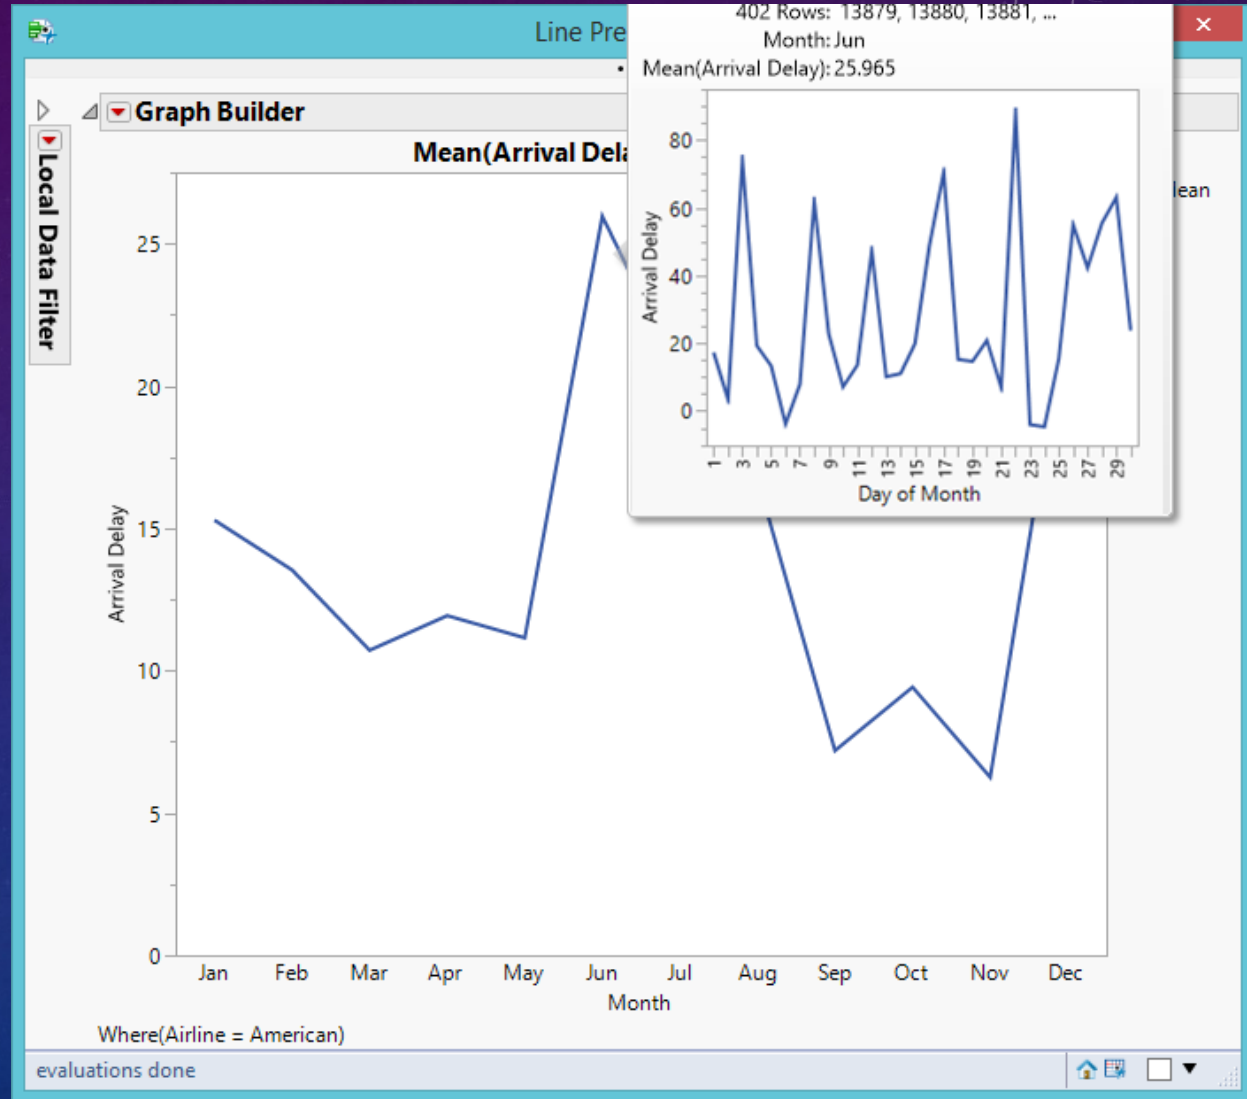 Line Pre
402 Rows: 13879, 13880, 13881, ...
Month: Jun
Mean(Arrival Delay): 25.965
Graph Builder
Local Data Filter
Mean(Arrival Dela
lean
80
60
40
20
0
Arrival Delay
1 3 5 7 9 11 13 15 17 19 21 23 25 27 29
Day of Month
25
20
15
10
5
0
Arrival Delay
Jan Feb Mar Apr May Jun Jul Aug Sep Oct Nov Dec
Month
Where(Airline = American)
evaluations done